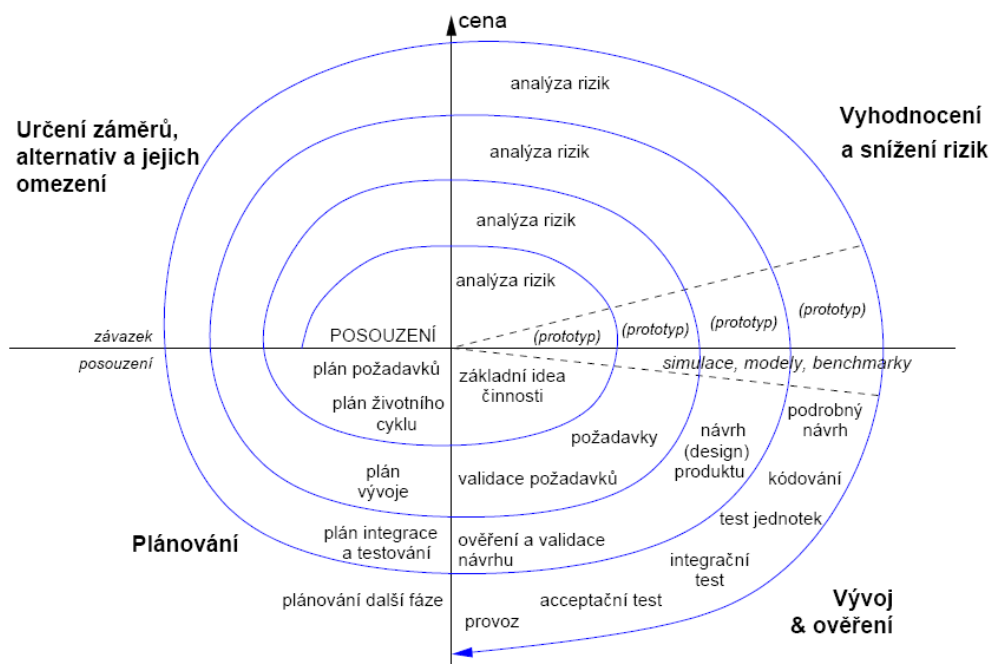 cena
analýza rizik
Určení záměrů,
alternativ a jejich
omezení
Vyhodnocení
a snížení rizik
analýza rizik
analýza rizik
analýza rizik
závazek
POSOUZENÍ
(prototyp)
(prototyp)
(prototyp)
(prototyp)
posouzení
simulace, modely, benchmarky
plán požadavků
základní idea
činnosti
plán životního
cyklu
požadavky
návrh
(design)
produktu
podrobný
návrh
plán
vývoje
validace požadavků
kódování
test jednotek
Plánování
plán integrace
a testování
ověření a validace
návrhu
integrační
test
plánování další fáze
acceptační test
provoz
Vývoj
& ověření